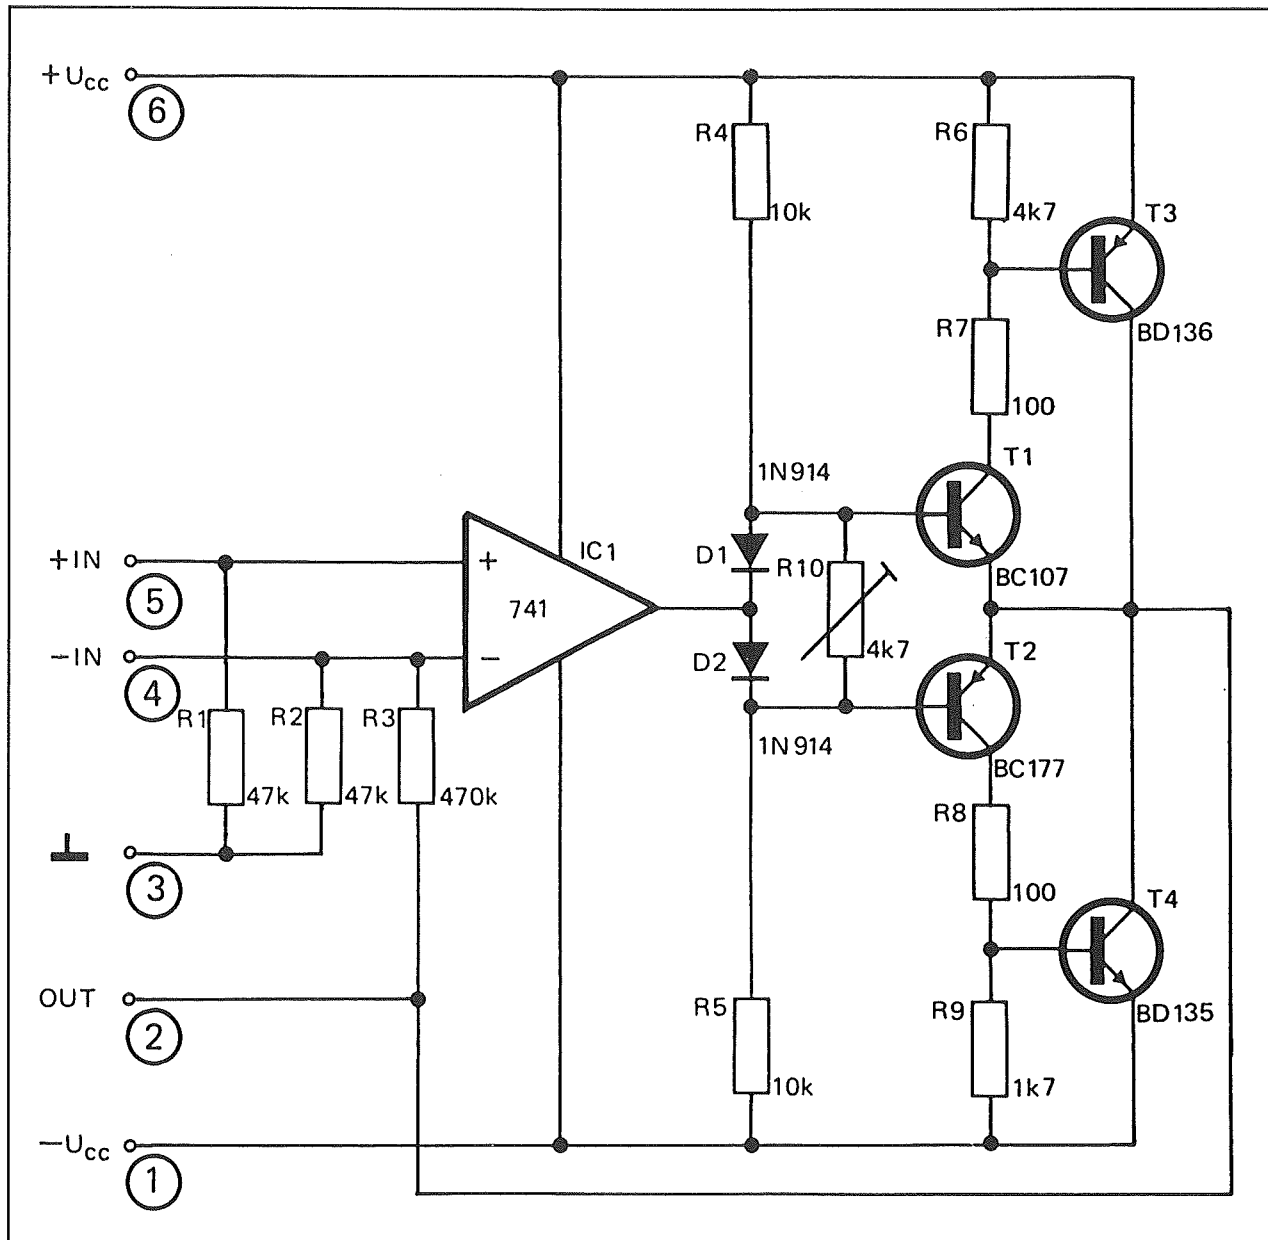 +Ucc
6
R4
10k
R6
4k7
T3
BD136
R7
100
1N914
T1
BC107
+IN
5
IC1
+
741
−
D1
R10
4k7
−IN
4
D2
T2
BC177
1N914
R1
47k
R2
47k
R3
470k
3
R8
100
T4
BD135
OUT
2
R5
10k
R9
1k7
−Ucc
1